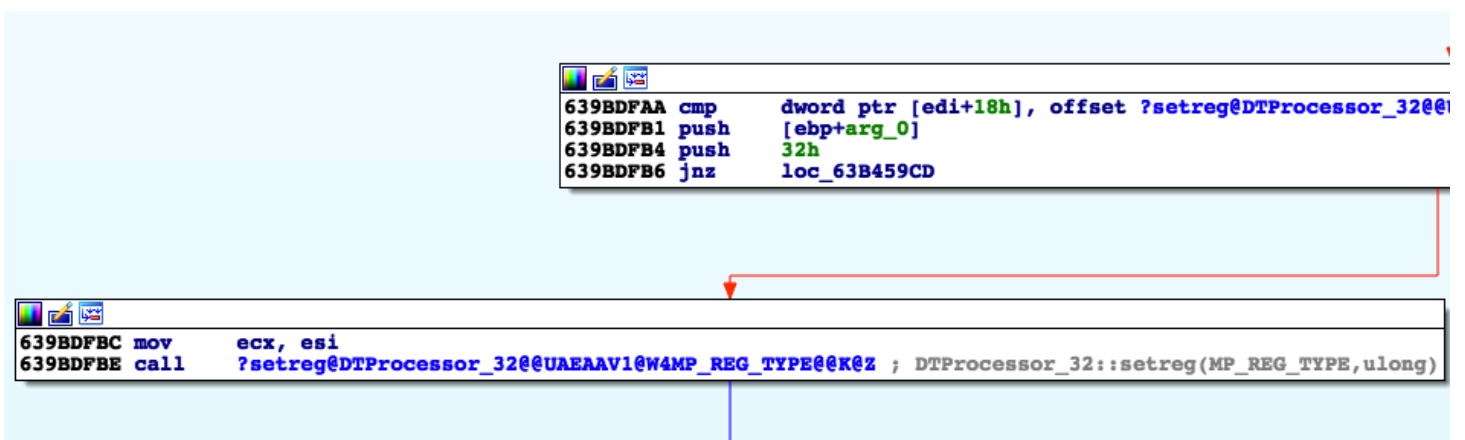 639BDFAA cmp dword ptr [edi+18h], offset ?setreg@DTProcessor_32@@U
639BDFB1 push [ebp+arg_0]
639BDFB4 push 32h
639BDFB6 jnz loc_63B459CD
639BDFBC mov ecx, esi
639BDFBE call ?setreg@DTProcessor_32@@UAEAAV1@W4MP_REG_TYPE@@K@Z ; DTProcessor_32::setreg(MP_REG_TYPE,ulong)